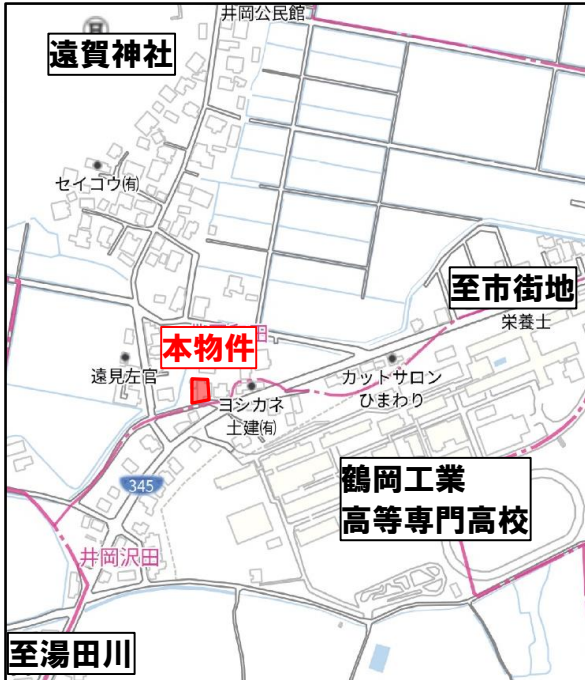 井岡公民館
遠賀神社
セイコウ㈲
至市街地
栄養士
本物件
遠見左官
カットサロン
ひまわり
ヨシカネ
土建㈲
345
鶴岡工業
高等専門高校
井岡沢田
至湯田川